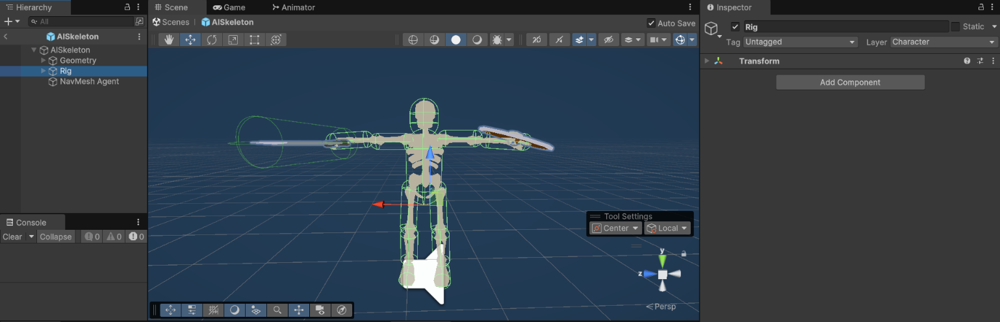 Hierarchy
All
AISkeleton
AISkeleton
Geometry
Rig
NavMesh Agent
Console
Clear Collapse 0 0 0
Scene Game Animator
Scenes | AISkeleton Auto Save
2D
Tool Settings
Center Local
y
z
Persp
Inspector
Rig Static
Tag Untagged Layer Character
Transform
Add Component